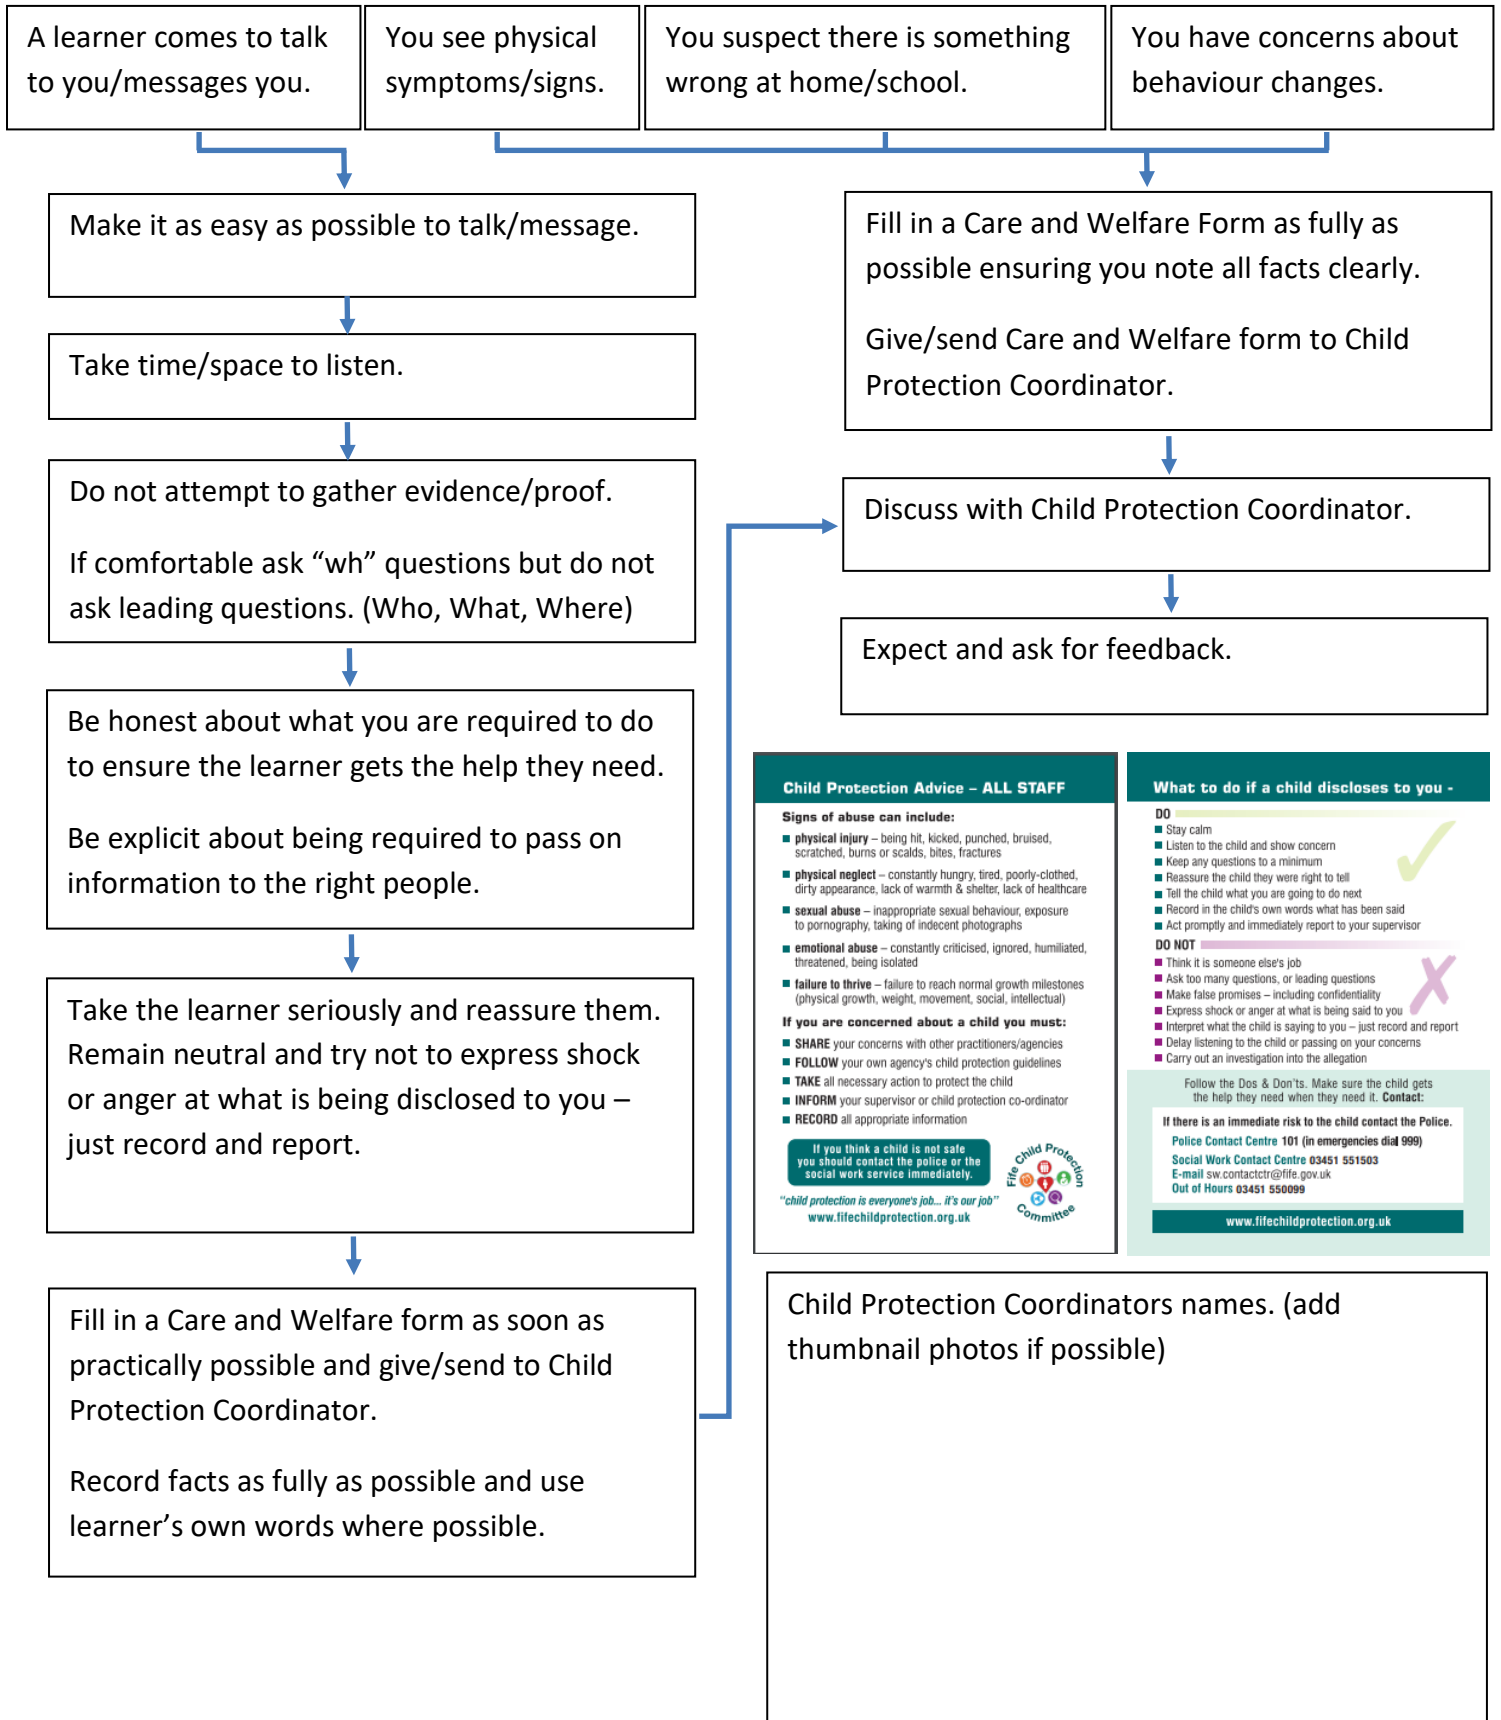 A learner comes to talk
to you/messages you.
You see physical
symptoms/signs.
You suspect there is something
wrong at home/school.
You have concerns about
behaviour changes.
Make it as easy as possible to talk/message.
Take time/space to listen.
Do not attempt to gather evidence/proof.
If comfortable ask “wh” questions but do not
ask leading questions. (Who, What, Where)
Be honest about what you are required to do
to ensure the learner gets the help they need.
Be explicit about being required to pass on
information to the right people.
Take the learner seriously and reassure them.
Remain neutral and try not to express shock
or anger at what is being disclosed to you –
just record and report.
Fill in a Care and Welfare form as soon as
practically possible and give/send to Child
Protection Coordinator.
Record facts as fully as possible and use
learner’s own words where possible.
Fill in a Care and Welfare Form as fully as
possible ensuring you note all facts clearly.
Give/send Care and Welfare form to Child
Protection Coordinator.
Discuss with Child Protection Coordinator.
Expect and ask for feedback.
Child Protection Advice – ALL STAFF
Signs of abuse can include:
physical injury – being hit, kicked, punched, bruised,
scratched, burns or scalds, bites, fractures
physical neglect – constantly hungry, tired, poorly-clothed,
dirty appearance, lack of warmth & shelter, lack of healthcare
sexual abuse – inappropriate sexual behaviour, exposure
to pornography, taking of indecent photographs
emotional abuse – constantly criticised, ignored, humiliated,
threatened, being isolated
failure to thrive – failure to reach normal growth milestones
(physical growth, weight, movement, social, intellectual)
If you are concerned about a child you must:
SHARE your concerns with other practitioners/agencies
FOLLOW your own agency's child protection guidelines
TAKE all necessary action to protect the child
INFORM your supervisor or child protection co-ordinator
RECORD all appropriate information
If you think a child is not safe
you should contact the police or the
social work service immediately.
"child protection is everyone's job... it's our job"
www.fifechildprotection.org.uk
Fife Child Protection
Committee
What to do if a child discloses to you -
DO
Stay calm
Listen to the child and show concern
Keep any questions to a minimum
Reassure the child they were right to tell
Tell the child what you are going to do next
Record in the child's own words what has been said
Act promptly and immediately report to your supervisor
DO NOT
Think it is someone else's job
Ask too many questions, or leading questions
Make false promises – including confidentiality
Express shock or anger at what is being said to you
Interpret what the child is saying to you – just record and report
Delay listening to the child or passing on your concerns
Carry out an investigation into the allegation
Follow the Dos & Don'ts. Make sure the child gets
the help they need when they need it. Contact:
If there is an immediate risk to the child contact the Police.
Police Contact Centre 101 (in emergencies dial 999)
Social Work Contact Centre 03451 551503
E-mail sw.contactctr@fife.gov.uk
Out of Hours 03451 550099
www.fifechildprotection.org.uk
Child Protection Coordinators names. (add
thumbnail photos if possible)